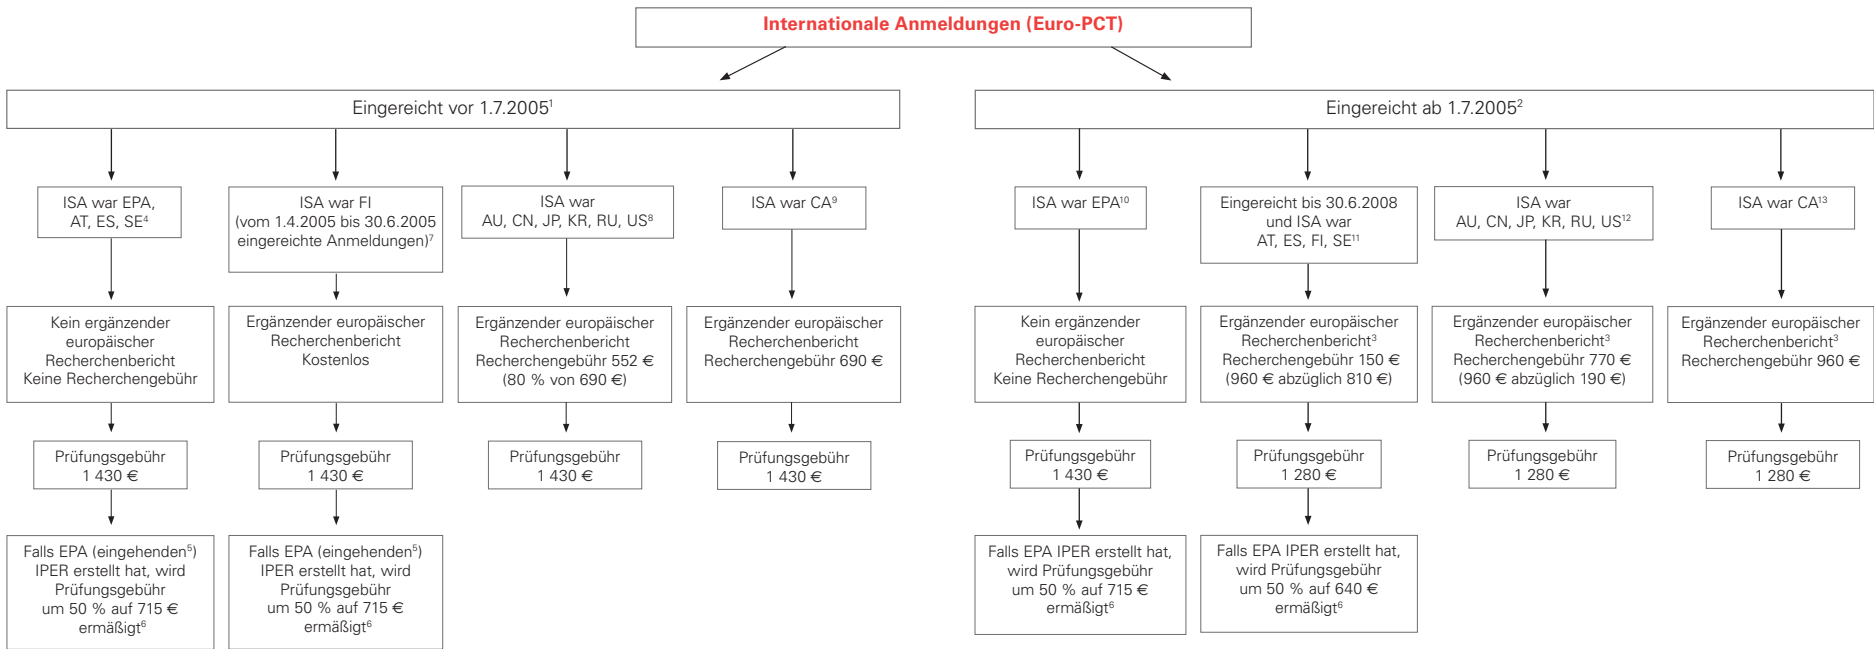 Internationale Anmeldungen (Euro-PCT)
Eingereicht vor 1.7.2005¹
ISA war EPA,
AT, ES, SE⁴
Kein ergänzender
europäischer
Recherchenbericht
Keine Recherchengebühr
Prüfungsgebühr
1 430 €
Falls EPA (eingehenden⁵)
IPER erstellt hat, wird
Prüfungsgebühr
um 50 % auf 715 €
ermäßigt⁶
ISA war FI
(vom 1.4.2005 bis 30.6.2005
eingereichte Anmeldungen)⁷
Ergänzender europäischer
Recherchenbericht
Kostenlos
Prüfungsgebühr
1 430 €
Falls EPA (eingehenden⁵)
IPER erstellt hat, wird
Prüfungsgebühr
um 50 % auf 715 €
ermäßigt⁶
ISA war
AU, CN, JP, KR, RU, US⁸
Ergänzender europäischer
Recherchenbericht
Recherchengebühr 552 €
(80 % von 690 €)
Prüfungsgebühr
1 430 €
ISA war CA⁹
Ergänzender europäischer
Recherchenbericht
Recherchengebühr 690 €
Prüfungsgebühr
1 430 €
Eingereicht ab 1.7.2005²
ISA war EPA¹⁰
Kein ergänzender
europäischer
Recherchenbericht
Keine Recherchengebühr
Prüfungsgebühr
1 430 €
Falls EPA IPER erstellt hat,
wird Prüfungsgebühr
um 50 % auf 715 €
ermäßigt⁶
Eingereicht bis 30.6.2008
und ISA war
AT, ES, FI, SE¹¹
Ergänzender europäischer
Recherchenbericht³
Recherchengebühr 150 €
(960 € abzüglich 810 €)
Prüfungsgebühr
1 280 €
Falls EPA IPER erstellt hat,
wird Prüfungsgebühr
um 50 % auf 640 €
ermäßigt⁶
ISA war
AU, CN, JP, KR, RU, US¹²
Ergänzender europäischer
Recherchenbericht³
Recherchengebühr 770 €
(960 € abzüglich 190 €)
Prüfungsgebühr
1 280 €
ISA war CA¹³
Ergänzender europäischer
Recherchenbericht³
Recherchengebühr 960 €
Prüfungsgebühr
1 280 €